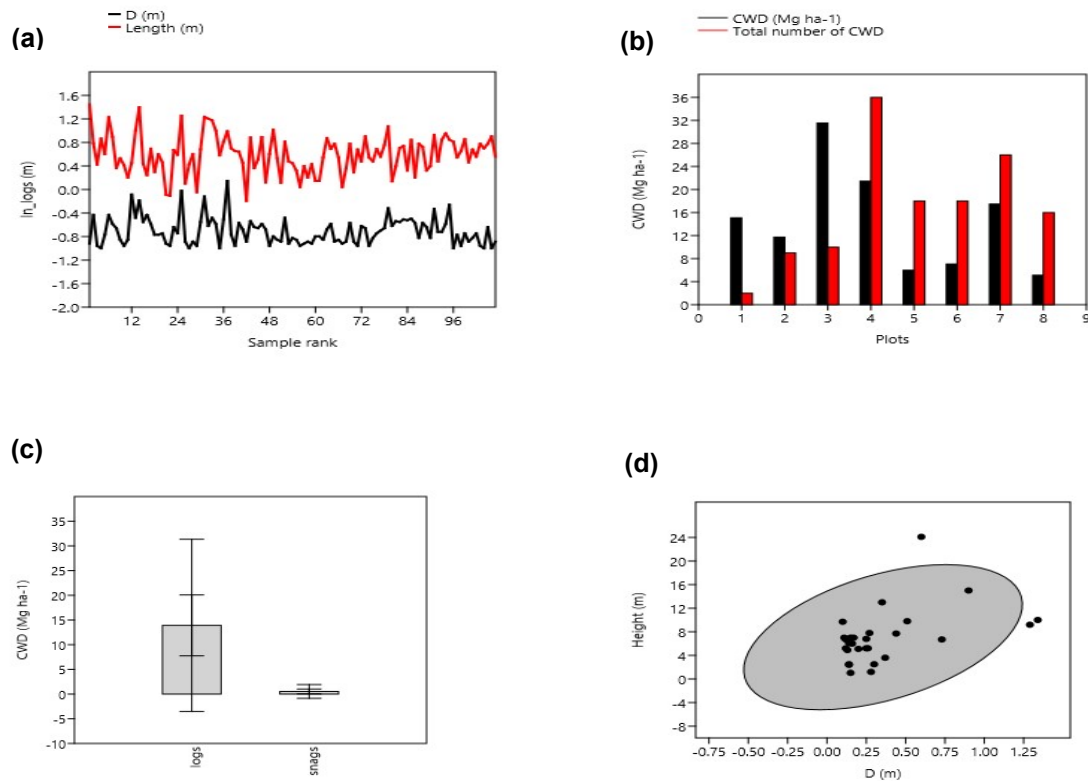 (a)
D (m)
Length (m)
ln_logs (m)
1.6
1.2
0.8
0.4
0.0
-0.4
-0.8
-1.2
-1.6
-2.0
12 24 36 48 60 72 84 96
Sample rank
(b)
CWD (Mg ha-1)
Total number of CWD
CWD (Mg ha-1)
36
32
28
24
20
16
12
8
4
0
0 1 2 3 4 5 6 7 8 9
Plots
(c)
CWD (Mg ha-1)
35
30
25
20
15
10
5
0
-5
-10
logs
snags
(d)
Height (m)
24
20
16
12
8
4
0
-4
-8
-0.75 -0.50 -0.25 0.00 0.25 0.50 0.75 1.00 1.25
D (m)